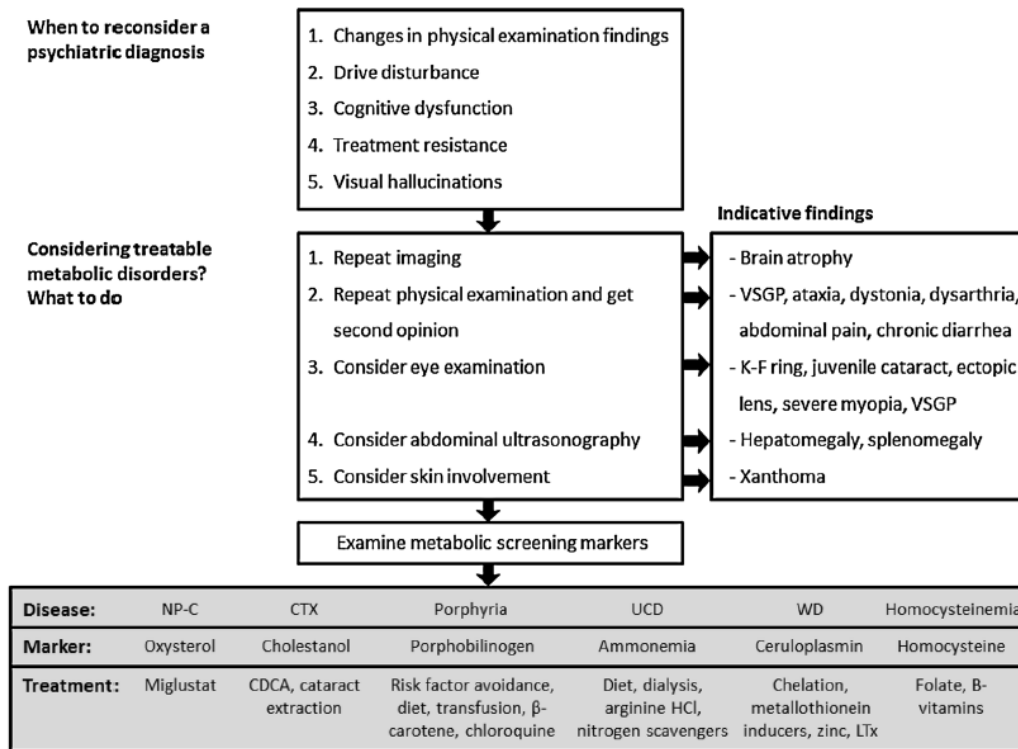 When to reconsider a
psychiatric diagnosis
1. Changes in physical examination findings
2. Drive disturbance
3. Cognitive dysfunction
4. Treatment resistance
5. Visual hallucinations
Considering treatable
metabolic disorders?
What to do
1. Repeat imaging
2. Repeat physical examination and get
second opinion
3. Consider eye examination
4. Consider abdominal ultrasonography
5. Consider skin involvement
Indicative findings
- Brain atrophy
- VSGP, ataxia, dystonia, dysarthria,
abdominal pain, chronic diarrhea
- K-F ring, juvenile cataract, ectopic
lens, severe myopia, VSGP
- Hepatomegaly, splenomegaly
- Xanthoma
Examine metabolic screening markers
Disease: NP-C CTX Porphyria UCD WD Homocysteinemia
Marker: Oxysterol Cholestanol Porphobilinogen Ammonemia Ceruloplasmin Homocysteine
Treatment: Miglustat CDCA, cataract Risk factor avoidance, Diet, dialysis, Chelation, Folate, B-
extraction diet, transfusion, β- arginine HCl, metallothionein vitamins
carotene, chloroquine nitrogen scavengers inducers, zinc, LTx